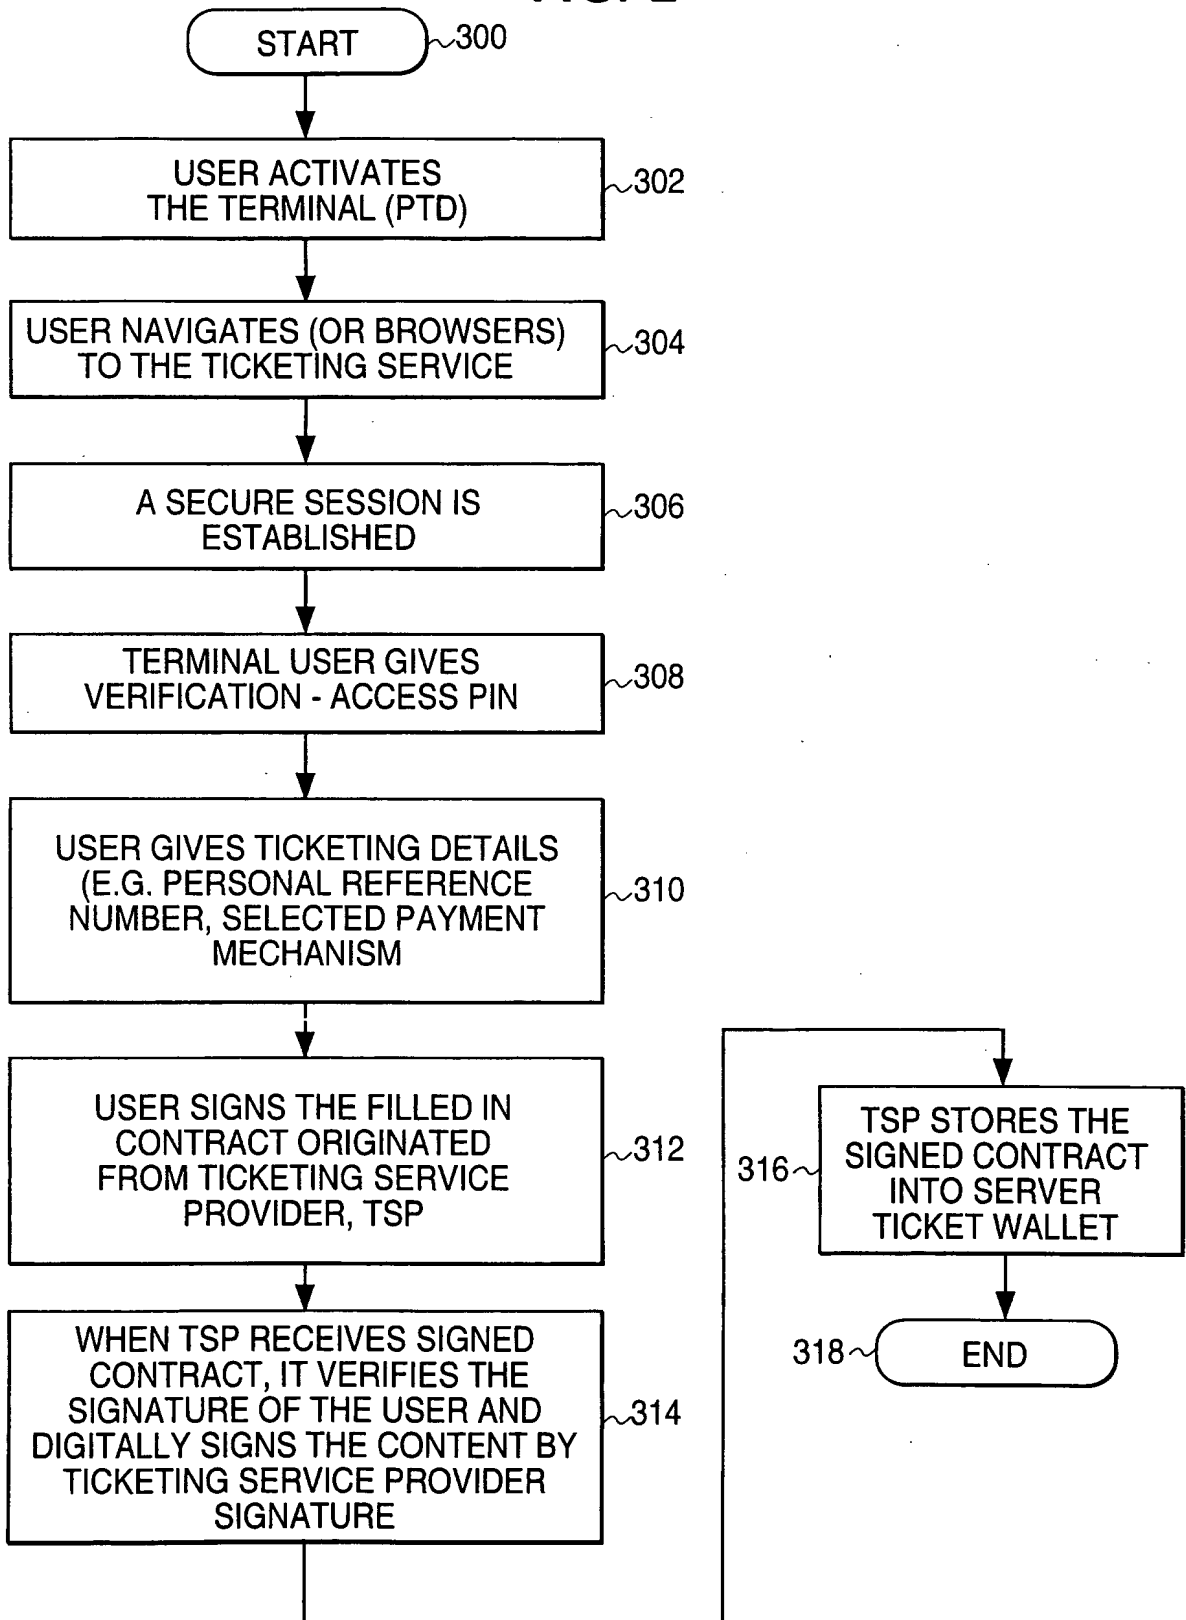 START
300
USER ACTIVATES
THE TERMINAL (PTD)
302
USER NAVIGATES (OR BROWSERS)
TO THE TICKETING SERVICE
304
A SECURE SESSION IS
ESTABLISHED
306
TERMINAL USER GIVES
VERIFICATION - ACCESS PIN
308
USER GIVES TICKETING DETAILS
(E.G. PERSONAL REFERENCE
NUMBER, SELECTED PAYMENT
MECHANISM
310
USER SIGNS THE FILLED IN
CONTRACT ORIGINATED
FROM TICKETING SERVICE
PROVIDER, TSP
312
WHEN TSP RECEIVES SIGNED
CONTRACT, IT VERIFIES THE
SIGNATURE OF THE USER AND
DIGITALLY SIGNS THE CONTENT BY
TICKETING SERVICE PROVIDER
SIGNATURE
314
TSP STORES THE
SIGNED CONTRACT
INTO SERVER
TICKET WALLET
316
END
318